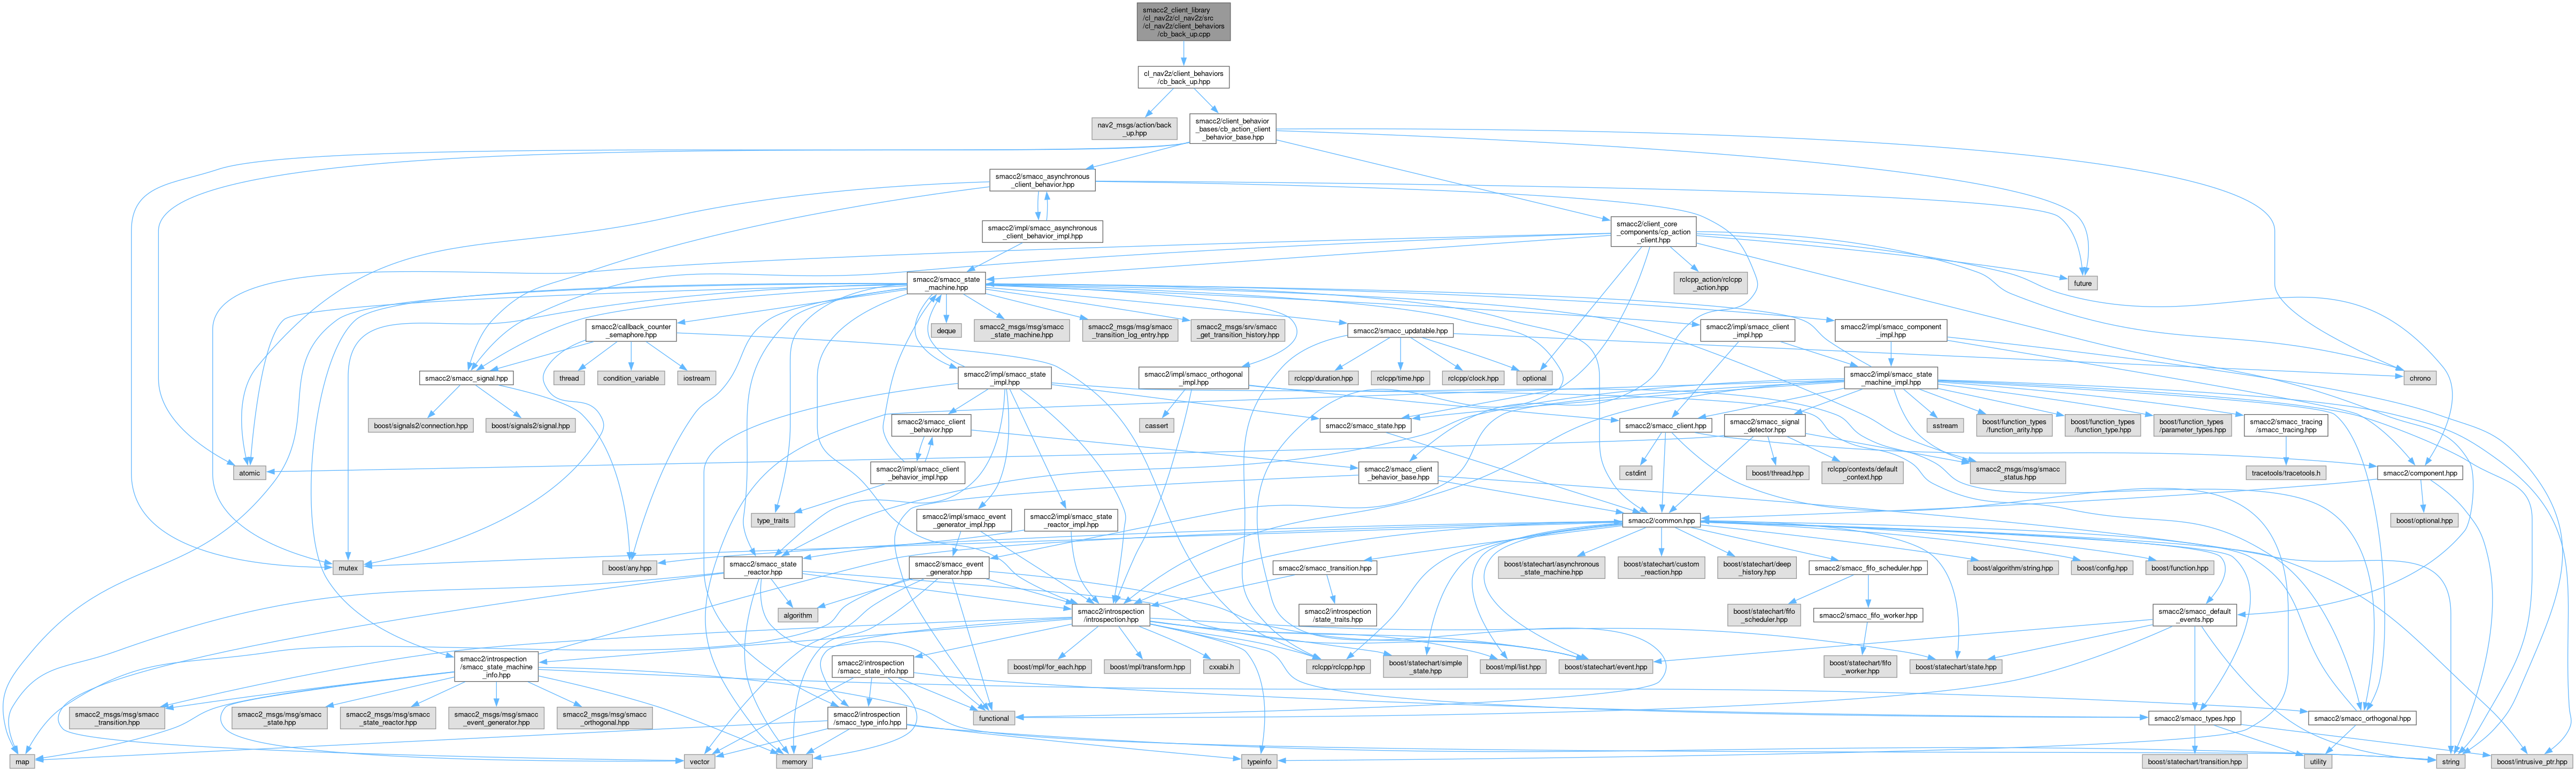 smacc2_client_library
/cl_nav2z/cl_nav2z/src
/cl_nav2z/client_behaviors
/cb_back_up.cpp
cl_nav2z/client_behaviors
/cb_back_up.hpp
nav2_msgs/action/back
_up.hpp
smacc2/client_behavior
_bases/cb_action_client
_behavior_base.hpp
smacc2/smacc_asynchronous
_client_behavior.hpp
smacc2/impl/smacc_asynchronous
_client_behavior_impl.hpp
smacc2/client_core
_components/cp_action
_client.hpp
smacc2/smacc_state
_machine.hpp
rclcpp_action/rclcpp
_action.hpp
future
smacc2/callback_counter
_semaphore.hpp
deque
smacc2_msgs/msg/smacc
_state_machine.hpp
smacc2_msgs/msg/smacc
_transition_log_entry.hpp
smacc2_msgs/srv/smacc
_get_transition_history.hpp
smacc2/smacc_updatable.hpp
smacc2/impl/smacc_client
_impl.hpp
smacc2/impl/smacc_component
_impl.hpp
smacc2/smacc_signal.hpp
thread
condition_variable
iostream
smacc2/impl/smacc_state
_impl.hpp
smacc2/impl/smacc_orthogonal
_impl.hpp
rclcpp/duration.hpp
rclcpp/time.hpp
rclcpp/clock.hpp
optional
smacc2/impl/smacc_state
_machine_impl.hpp
chrono
boost/signals2/connection.hpp
boost/signals2/signal.hpp
smacc2/smacc_client
_behavior.hpp
cassert
smacc2/smacc_state.hpp
smacc2/smacc_client.hpp
smacc2/smacc_signal
_detector.hpp
sstream
boost/function_types
/function_arity.hpp
boost/function_types
/function_type.hpp
boost/function_types
/parameter_types.hpp
smacc2/smacc_tracing
/smacc_tracing.hpp
atomic
smacc2/impl/smacc_client
_behavior_impl.hpp
smacc2/smacc_client
_behavior_base.hpp
cstdint
boost/thread.hpp
rclcpp/contexts/default
_context.hpp
smacc2_msgs/msg/smacc
_status.hpp
tracetools/tracetools.h
smacc2/component.hpp
type_traits
smacc2/impl/smacc_event
_generator_impl.hpp
smacc2/impl/smacc_state
_reactor_impl.hpp
smacc2/common.hpp
boost/optional.hpp
mutex
boost/any.hpp
smacc2/smacc_state
_reactor.hpp
smacc2/smacc_event
_generator.hpp
smacc2/smacc_transition.hpp
boost/statechart/asynchronous
_state_machine.hpp
boost/statechart/custom
_reaction.hpp
boost/statechart/deep
_history.hpp
smacc2/smacc_fifo_scheduler.hpp
boost/algorithm/string.hpp
boost/config.hpp
boost/function.hpp
algorithm
smacc2/introspection
/introspection.hpp
smacc2/introspection
/state_traits.hpp
boost/statechart/fifo
_scheduler.hpp
smacc2/smacc_fifo_worker.hpp
smacc2/smacc_default
_events.hpp
smacc2/introspection
/smacc_state_machine
_info.hpp
smacc2/introspection
/smacc_state_info.hpp
boost/mpl/for_each.hpp
boost/mpl/transform.hpp
cxxabi.h
rclcpp/rclcpp.hpp
boost/statechart/simple
_state.hpp
boost/mpl/list.hpp
boost/statechart/event.hpp
boost/statechart/fifo
_worker.hpp
boost/statechart/state.hpp
smacc2_msgs/msg/smacc
_transition.hpp
smacc2_msgs/msg/smacc
_state.hpp
smacc2_msgs/msg/smacc
_state_reactor.hpp
smacc2_msgs/msg/smacc
_event_generator.hpp
smacc2_msgs/msg/smacc
_orthogonal.hpp
smacc2/introspection
/smacc_type_info.hpp
functional
smacc2/smacc_types.hpp
smacc2/smacc_orthogonal.hpp
map
vector
memory
typeinfo
boost/statechart/transition.hpp
utility
string
boost/intrusive_ptr.hpp